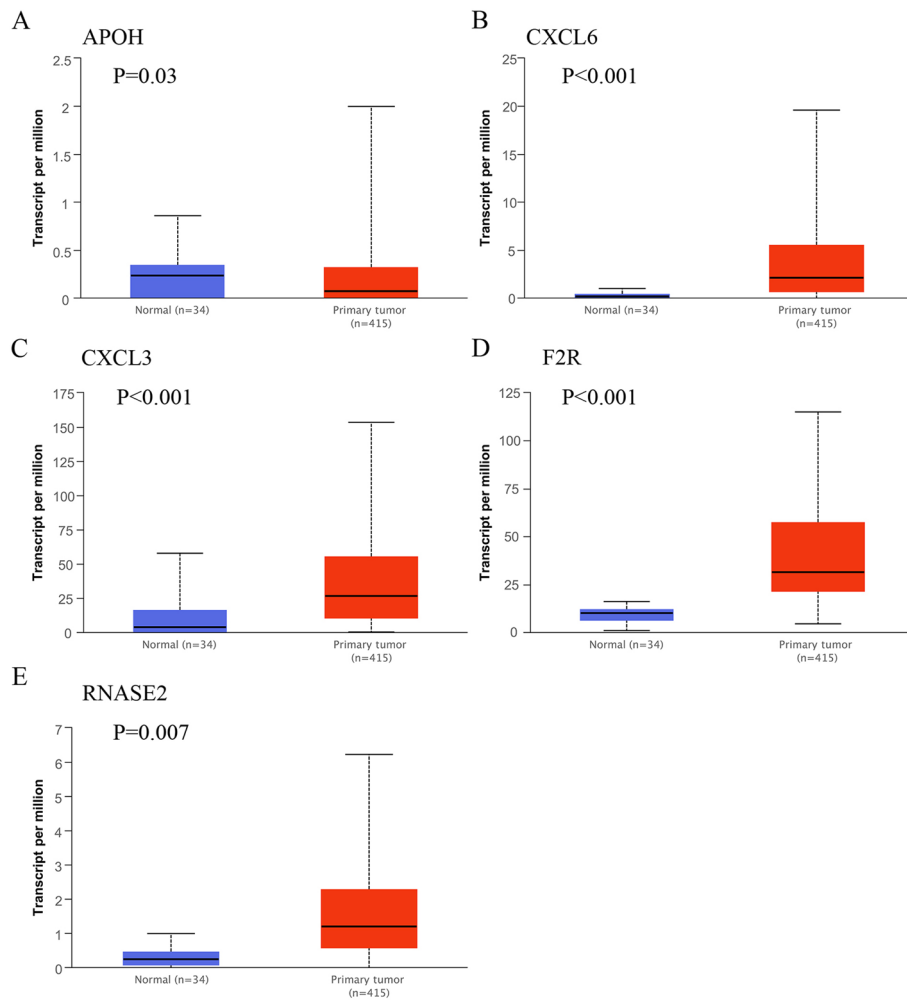 A
APOH
P=0.03
Transcript per million
2.5
2
1.5
1
0.5
0
Normal (n=34)
Primary tumor
(n=415)
B
CXCL6
P<0.001
Transcript per million
25
20
15
10
5
0
Normal (n=34)
Primary tumor
(n=415)
C
CXCL3
P<0.001
Transcript per million
175
150
125
100
75
50
25
0
Normal (n=34)
Primary tumor
(n=415)
D
F2R
P<0.001
Transcript per million
125
100
75
50
25
0
Normal (n=34)
Primary tumor
(n=415)
E
RNASE2
P=0.007
Transcript per million
7
6
5
4
3
2
1
0
Normal (n=34)
Primary tumor
(n=415)